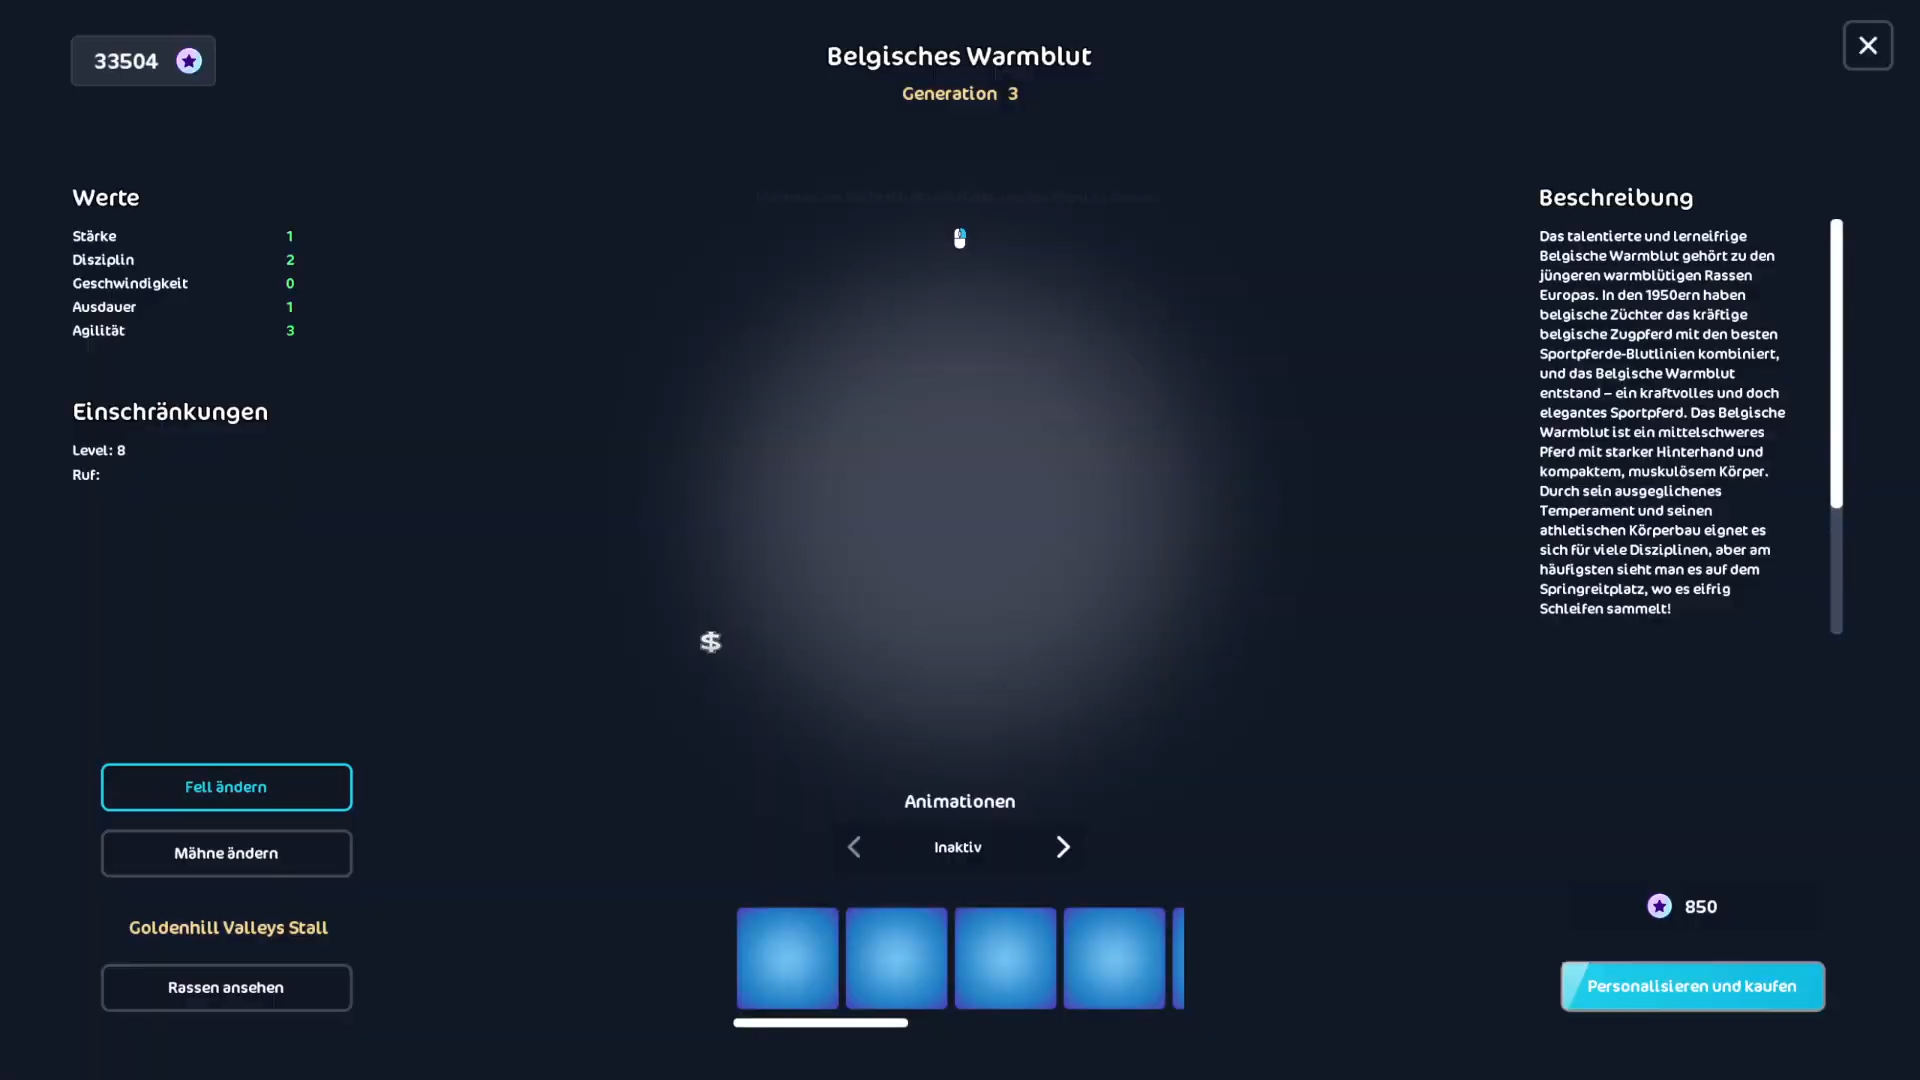 33504
Belgisches Warmblut
Generation 3
Werte
Stärke 1
Disziplin 2
Geschwindigkeit 0
Ausdauer 1
Agilität 3
Einschränkungen
Level: 8
Ruf:
Beschreibung
Das talentierte und lerneifrige
Belgische Warmblut gehört zu den
jüngeren warmblütigen Rassen
Europas. In den 1950ern haben
belgische Züchter das kräftige
belgische Zugpferd mit den besten
Sportpferde-Blutlinien kombiniert,
und das Belgische Warmblut
entstand – ein kraftvolles und doch
elegantes Sportpferd. Das Belgische
Warmblut ist ein mittelschweres
Pferd mit starker Hinterhand und
kompaktem, muskulösem Körper.
Durch sein ausgeglichenes
Temperament und seinen
athletischen Körperbau eignet es
sich für viele Disziplinen, aber am
häufigsten sieht man es auf dem
Springreitplatz, wo es eifrig
Schleifen sammelt!
$
Fell ändern
Mähne ändern
Goldenhill Valleys Stall
Rassen ansehen
Animationen
Inaktiv
850
Personalisieren und kaufen